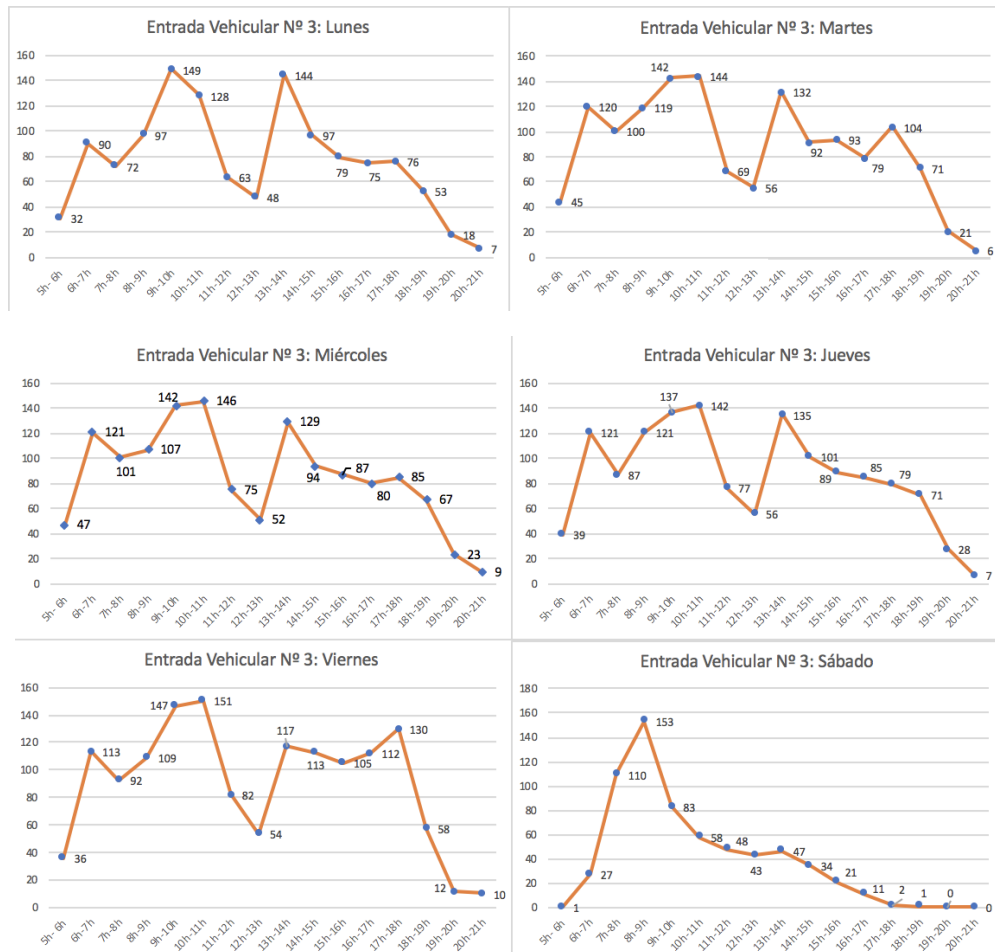 Entrada Vehicular Nº 3: Lunes
160
140
120
100
80
60
40
20
0
32
90
72
97
149
128
63
48
144
97
79
75
76
53
18
7
5h- 6h
6h-7h
7h-8h
8h-9h
9h-10h
10h-11h
11h-12h
12h-13h
13h-14h
14h-15h
15h-16h
16h-17h
17h-18h
18h-19h
19h-20h
20h-21h
Entrada Vehicular Nº 3: Martes
160
140
120
100
80
60
40
20
0
45
120
100
119
142
144
69
56
132
92
93
79
104
71
21
6
5h- 6h
6h-7h
7h-8h
8h-9h
9h-10h
10h-11h
11h-12h
12h-13h
13h-14h
14h-15h
15h-16h
16h-17h
17h-18h
18h-19h
19h-20h
20h-21h
Entrada Vehicular Nº 3: Miércoles
160
140
120
100
80
60
40
20
0
47
121
101
107
142
146
75
52
129
94
87
80
85
67
23
9
5h- 6h
6h-7h
7h-8h
8h-9h
9h-10h
10h-11h
11h-12h
12h-13h
13h-14h
14h-15h
15h-16h
16h-17h
17h-18h
18h-19h
19h-20h
20h-21h
Entrada Vehicular Nº 3: Jueves
160
140
120
100
80
60
40
20
0
39
121
87
121
137
142
77
56
135
101
89
85
79
71
28
7
5h- 6h
6h-7h
7h-8h
8h-9h
9h-10h
10h-11h
11h-12h
12h-13h
13h-14h
14h-15h
15h-16h
16h-17h
17h-18h
18h-19h
19h-20h
20h-21h
Entrada Vehicular Nº 3: Viernes
160
140
120
100
80
60
40
20
0
36
113
92
109
147
151
82
54
117
113
105
112
130
58
12
10
5h- 6h
6h-7h
7h-8h
8h-9h
9h-10h
10h-11h
11h-12h
12h-13h
13h-14h
14h-15h
15h-16h
16h-17h
17h-18h
18h-19h
19h-20h
20h-21h
Entrada Vehicular Nº 3: Sábado
180
160
140
120
100
80
60
40
20
0
1
27
110
153
83
58
48
43
47
34
21
11
2
1
0
0
5h- 6h
6h-7h
7h-8h
8h-9h
9h-10h
10h-11h
11h-12h
12h-13h
13h-14h
14h-15h
15h-16h
16h-17h
17h-18h
18h-19h
19h-20h
20h-21h